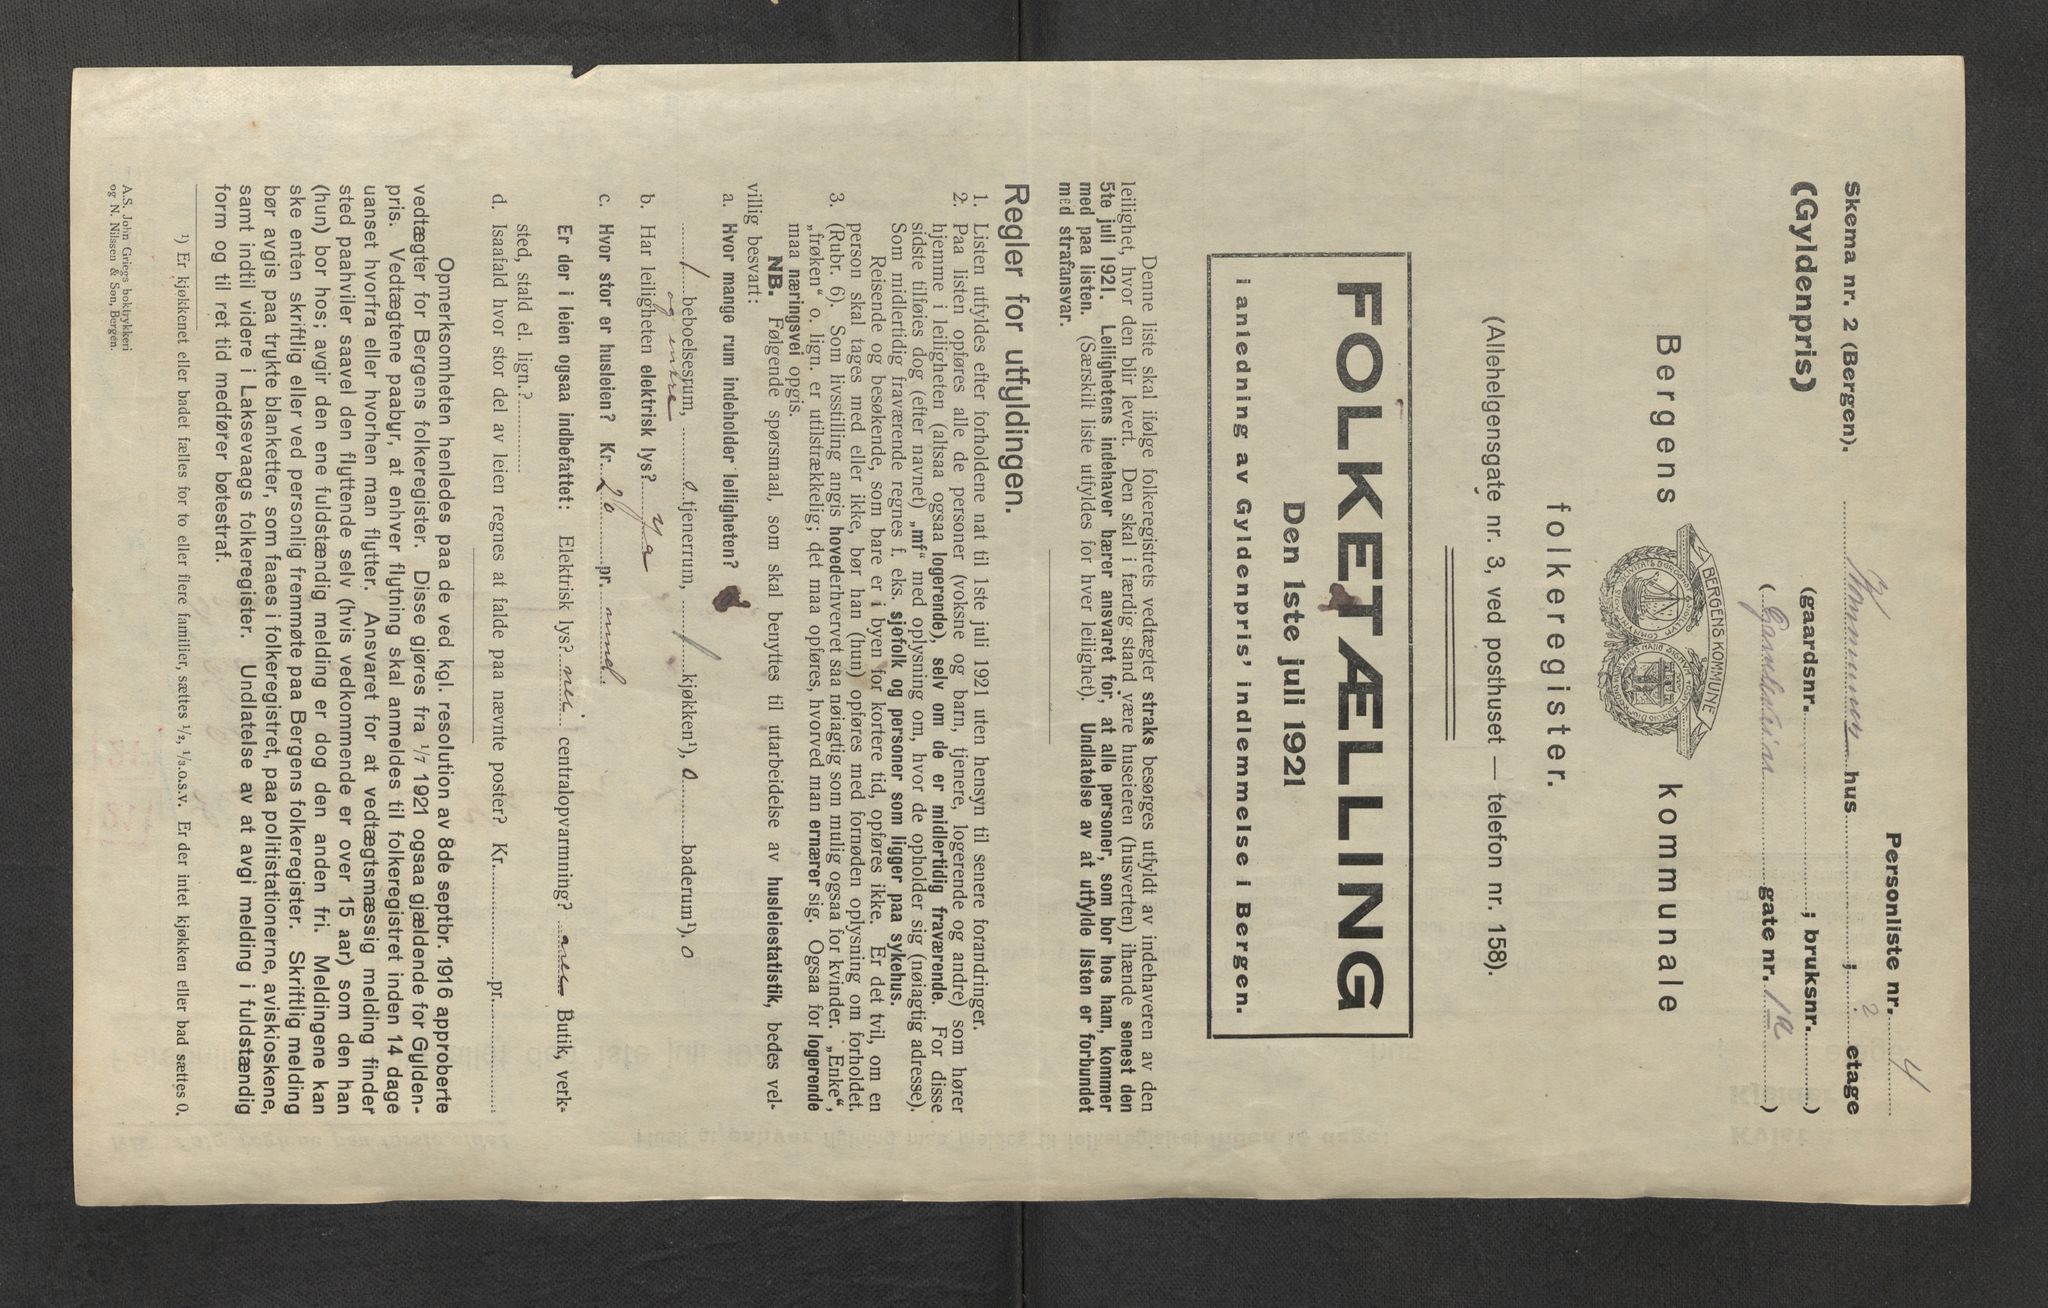 Skema nr. 2 (Bergen).
(Gyldenpris)
Personliste nr. 4
hus ; 2 etage
(gaardsnr. ; bruksnr. )
( gate nr. 1a )
Bergens kommunale
BERGENS KOMMUNE
folkeregister.
(Allehelgensgate nr. 3, ved posthuset — telefon nr. 158).
FOLKETÆLLING
Den 1ste juli 1921
i anledning av Gyldenpris' indlemmelse i Bergen.
Denne liste skal ifølge folkeregistrets vedtægter straks besørges utfyldt av indehaveren av den
leilighet, hvor den blir levert. Den skal i færdig stand være huseieren (husverten) ihænde senest den
5te juli 1921. Leilighetens indehaver bærer ansvaret for, at alle personer, som bor hos ham, kommer
med paa listen. (Særskilt liste utfyldes for hver leilighet). Undlatelse av at utfylde listen er forbundet
med strafansvar.
Regler for utfyldingen.
1. Listen utfyldes efter forholdene nat til 1ste juli 1921 uten hensyn til senere forandringer.
2. Paa listen opføres alle de personer (voksne og barn, tjenere, logerende og andre) som hører
hjemme i leiligheten (altsaa ogsaa logerende), selv om de er midlertidig fraværende. For disse
sidste tilføies dog (efter navnet) „mf“ med oplysning om, hvor de opholder sig (nøiagtig adresse).
Som midlertidig fraværende regnes f. eks. sjøfolk og personer som ligger paa sykehus.
Reisende og besøkende, som bare er i byen for kortere tid, opføres ikke. Er det tvil, om en
person skal tages med eller ikke, bør han (hun) opføres med fornøden oplysning om forholdet.
3. (Rubr. 6). Som livsstilling angis hovederhvervet saa nøiagtig som mulig ogsaa for kvinder. „Enke“,
„frøken“ o. lign. er utilstrækkelig; det maa opføres, hvorved man ernærer sig. Ogsaa for logerende
maa næringsvei opgis.
NB. Følgende spørsmaal, som skal benyttes til utarbeidelse av husleiestatistik, bedes vel-
villig besvart:
a. Hvor mange rum indeholder leiligheten?
1 beboelsesrum, 0 tjenerrum, 1 kjøkken¹), 0 baderum¹). 0
b. Har leiligheten elektrisk lys? Ja
c. Hvor stor er husleien? Kr. 20 pr. mnd.
Er der i leien ogsaa indbefattet: Elektrisk lys? nei centralopvarmning? Butik, verk-
sted, stald el. lign.?
d. Isaafald hvor stor del av leien regnes at falde paa nævnte poster? Kr. pr.
Opmerksomheten henledes paa de ved kgl. resolution av 8de septbr. 1916 approberte
vedtægter for Bergens folkeregister. Disse gjøres fra ¹/₇ 1921 ogsaa gjældende for Gylden-
pris. Vedtægtene paabyr, at enhver flytning skal anmeldes til folkeregistret inden 14 dage
uanset hvorfra eller hvorhen man flytter. Ansvaret for at vedtægtsmæssig melding finder
sted paahviler saavel den flyttende selv (hvis vedkommende er over 15 aar) som den han
(hun) bor hos; avgir den ene fuldstændig melding er dog den anden fri. Meldingene kan
ske enten skriftlig eller ved personlig fremmøte paa Bergens folkeregister. Skriftlig melding
bør avgis paa trykte blanketter, som faaes i folkeregistret, paa politistationerne, aviskioskene,
samt indtil videre i Laksevaags folkeregister. Undlatelse av at avgi melding i fuldstændig
form og til ret tid medfører bøtestraf.
¹) Er kjøkkenet eller badet fælles for to eller flere familier, sættes ¹/₂, ¹/₃.o.s.v. Er der intet kjøkken eller bad sættes 0.
A.S. John Griegs boktrykkeri
og N. Nilssen & Søn, Bergen.